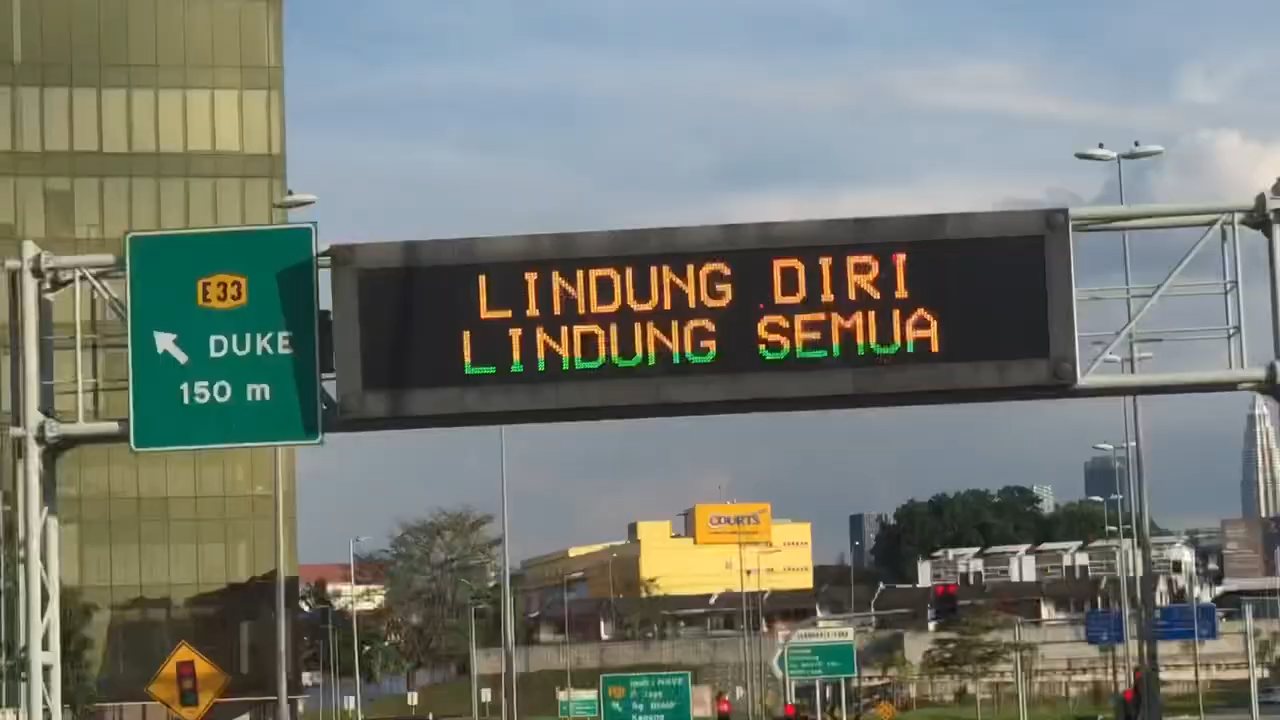 E33
DUKE
150 m
LINDUNG DIRI
LINDUNG SEMUA
COURTS